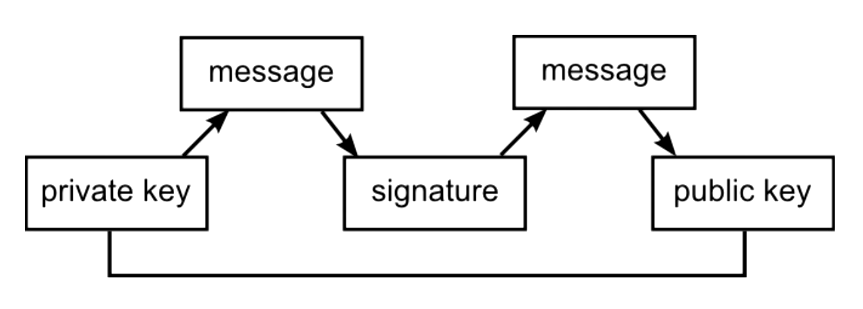 message
message
private key
signature
public key